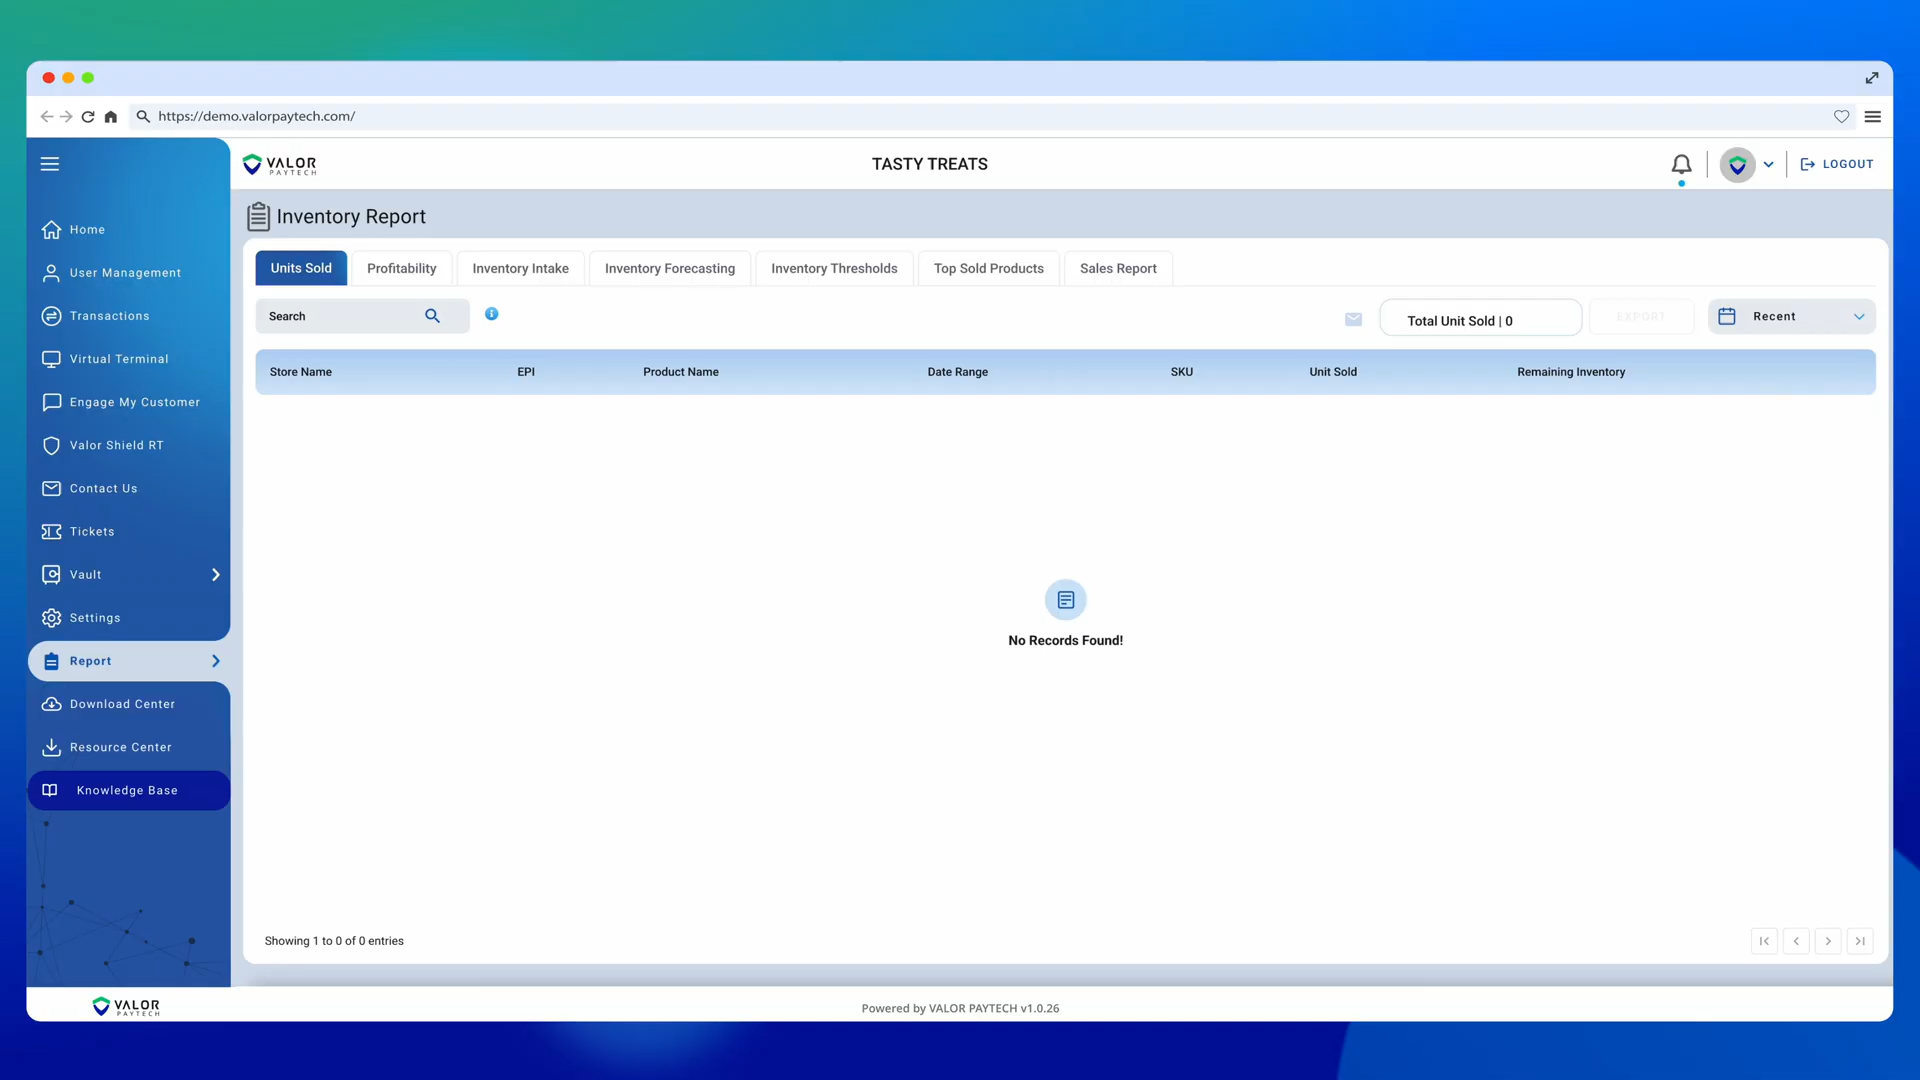 https://demo.valorpaytech.com/
VALOR
PAYTECH
TASTY TREATS
LOGOUT
Inventory Report
Home
User Management
Transactions
Virtual Terminal
Engage My Customer
Valor Shield RT
Contact Us
Tickets
Vault
Settings
Report
Download Center
Resource Center
Knowledge Base
Units Sold
Profitability
Inventory Intake
Inventory Forecasting
Inventory Thresholds
Top Sold Products
Sales Report
Search
Total Unit Sold | 0
EXPORT
Recent
Store Name
EPI
Product Name
Date Range
SKU
Unit Sold
Remaining Inventory
No Records Found!
Showing 1 to 0 of 0 entries
VALOR
PAYTECH
Powered by VALOR PAYTECH v1.0.26